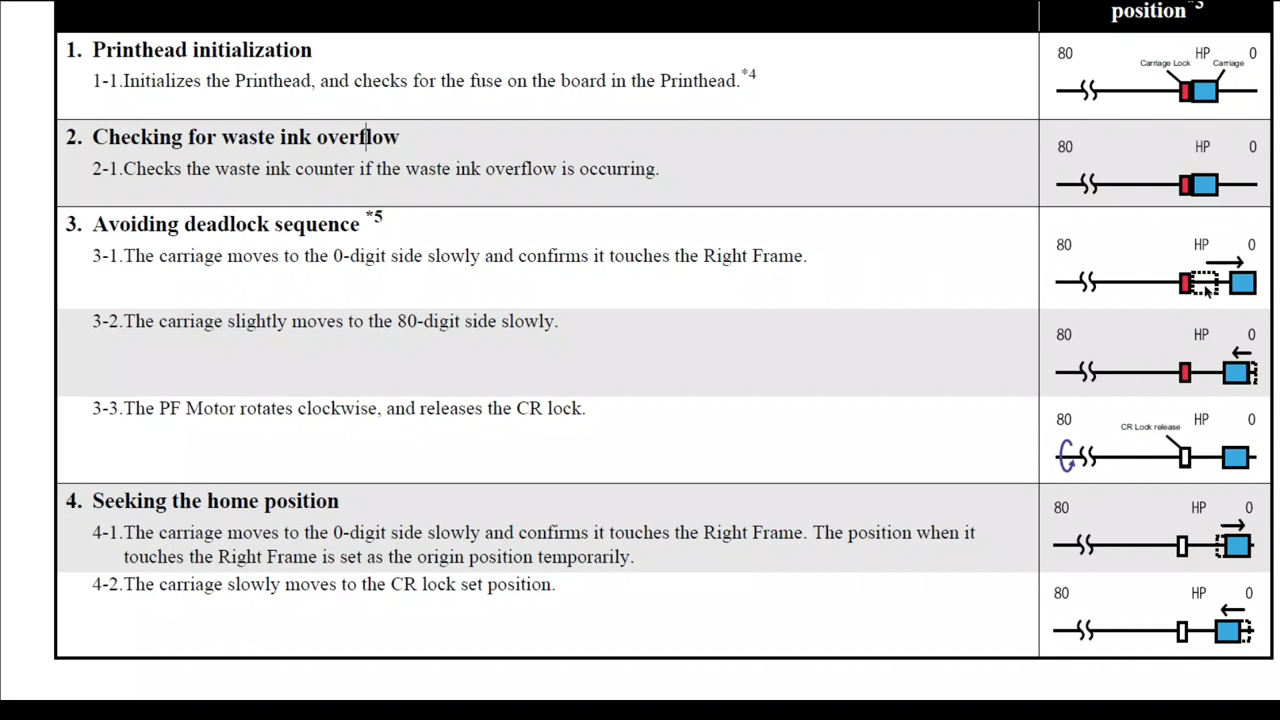 position*3
1. Printhead initialization
1-1.Initializes the Printhead, and checks for the fuse on the board in the Printhead.*4
80 HP 0
Carriage Lock Carriage
2. Checking for waste ink overflow
2-1.Checks the waste ink counter if the waste ink overflow is occurring.
80 HP 0
3. Avoiding deadlock sequence *5
3-1.The carriage moves to the 0-digit side slowly and confirms it touches the Right Frame.
80 HP 0
3-2.The carriage slightly moves to the 80-digit side slowly.
80 HP 0
3-3.The PF Motor rotates clockwise, and releases the CR lock.
80 HP 0
CR Lock release
4. Seeking the home position
4-1.The carriage moves to the 0-digit side slowly and confirms it touches the Right Frame. The position when it
touches the Right Frame is set as the origin position temporarily.
80 HP 0
4-2.The carriage slowly moves to the CR lock set position.
80 HP 0